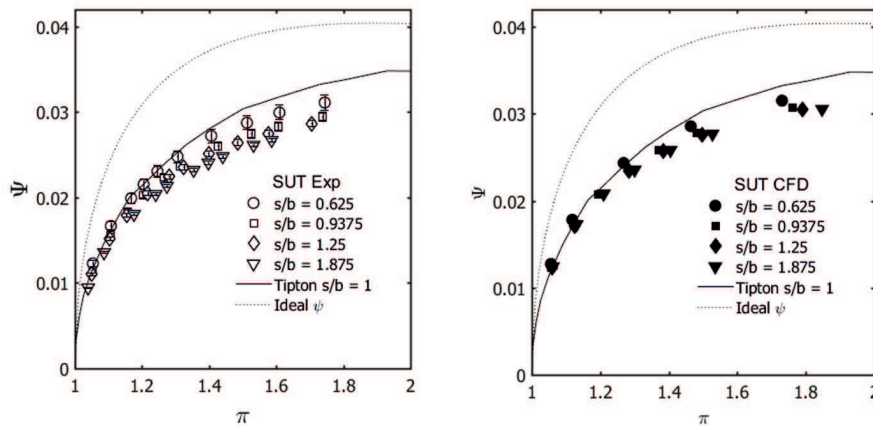 0.04
0.03
0.02
0.01
0
Ψ
1
1.2
1.4
1.6
1.8
2
π
SUT Exp
s/b = 0.625
s/b = 0.9375
s/b = 1.25
s/b = 1.875
Tipton s/b = 1
Ideal ψ
0.04
0.03
0.02
0.01
0
Ψ
1
1.2
1.4
1.6
1.8
2
π
SUT CFD
s/b = 0.625
s/b = 0.9375
s/b = 1.25
s/b = 1.875
Tipton s/b = 1
Ideal ψ